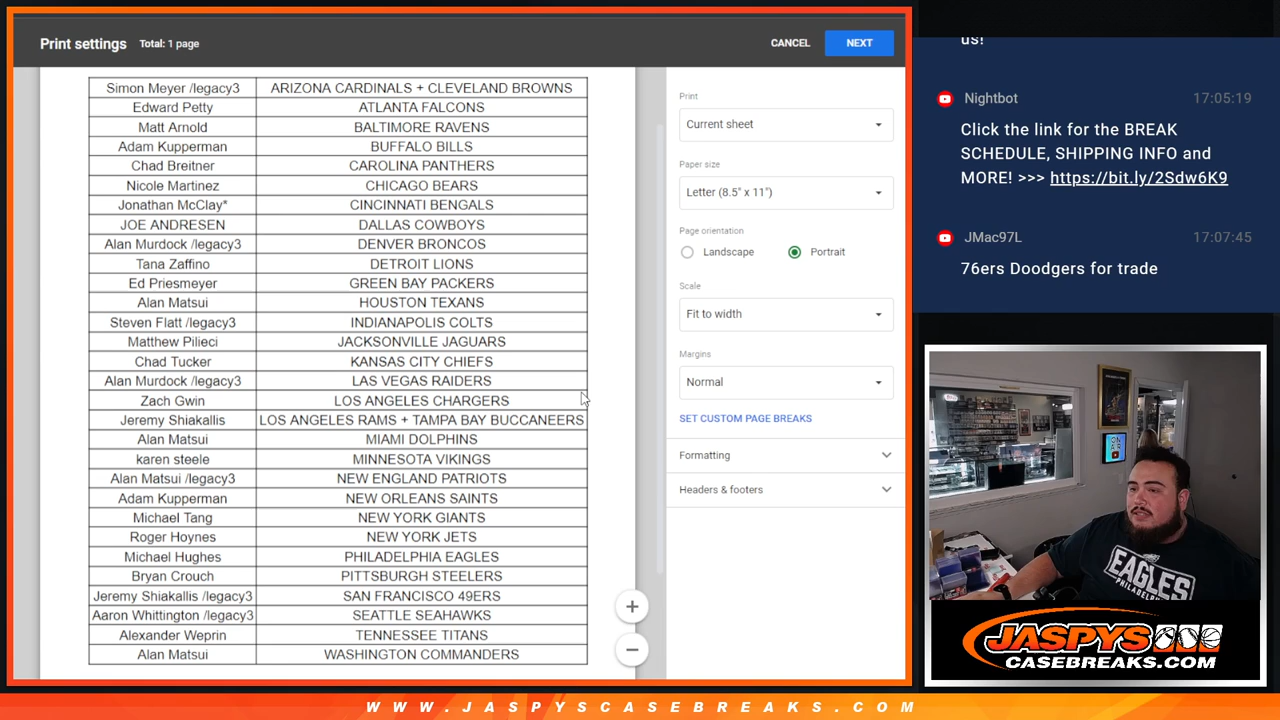 Print settings Total: 1 page CANCEL NEXT
Simon Meyer /legacy3 ARIZONA CARDINALS + CLEVELAND BROWNS
Edward Petty ATLANTA FALCONS
Matt Arnold BALTIMORE RAVENS
Adam Kupperman BUFFALO BILLS
Chad Breitner CAROLINA PANTHERS
Nicole Martinez CHICAGO BEARS
Jonathan McClay* CINCINNATI BENGALS
JOE ANDRESEN DALLAS COWBOYS
Alan Murdock /legacy3 DENVER BRONCOS
Tana Zaffino DETROIT LIONS
Ed Priesmeyer GREEN BAY PACKERS
Alan Matsui HOUSTON TEXANS
Steven Flatt /legacy3 INDIANAPOLIS COLTS
Matthew Pilieci JACKSONVILLE JAGUARS
Chad Tucker KANSAS CITY CHIEFS
Alan Murdock /legacy3 LAS VEGAS RAIDERS
Zach Gwin LOS ANGELES CHARGERS
Jeremy Shiakallis LOS ANGELES RAMS + TAMPA BAY BUCCANEERS
Alan Matsui MIAMI DOLPHINS
karen steele MINNESOTA VIKINGS
Alan Matsui /legacy3 NEW ENGLAND PATRIOTS
Adam Kupperman NEW ORLEANS SAINTS
Michael Tang NEW YORK GIANTS
Roger Hoynes NEW YORK JETS
Michael Hughes PHILADELPHIA EAGLES
Bryan Crouch PITTSBURGH STEELERS
Jeremy Shiakallis /legacy3 SAN FRANCISCO 49ERS
Aaron Whittington /legacy3 SEATTLE SEAHAWKS
Alexander Weprin TENNESSEE TITANS
Alan Matsui WASHINGTON COMMANDERS
Print
Current sheet
Paper size
Letter (8.5" x 11")
Page orientation
Landscape Portrait
Scale
Fit to width
Margins
Normal
SET CUSTOM PAGE BREAKS
Formatting
Headers & footers
us!
Nightbot 17:05:19
Click the link for the BREAK
SCHEDULE, SHIPPING INFO and
MORE! >>> https://bit.ly/2Sdw6K9
JMac97L 17:07:45
76ers Doodgers for trade
ON
AIR
EAGLES
PHILADELPHIA
JASPYS
CASEBREAKS.COM
WWW.JASPYSCASEBREAKS.COM